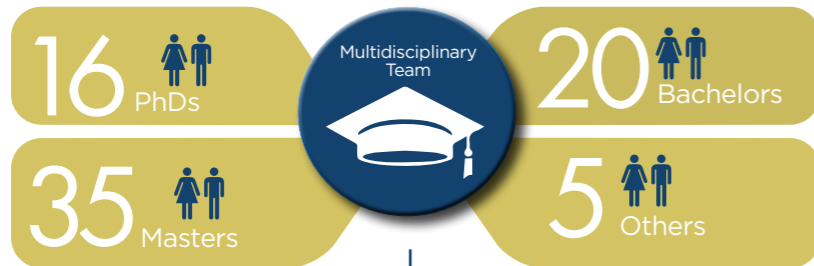 16 PhDs
Multidisciplinary
Team
20 Bachelors
35 Masters
5 Others